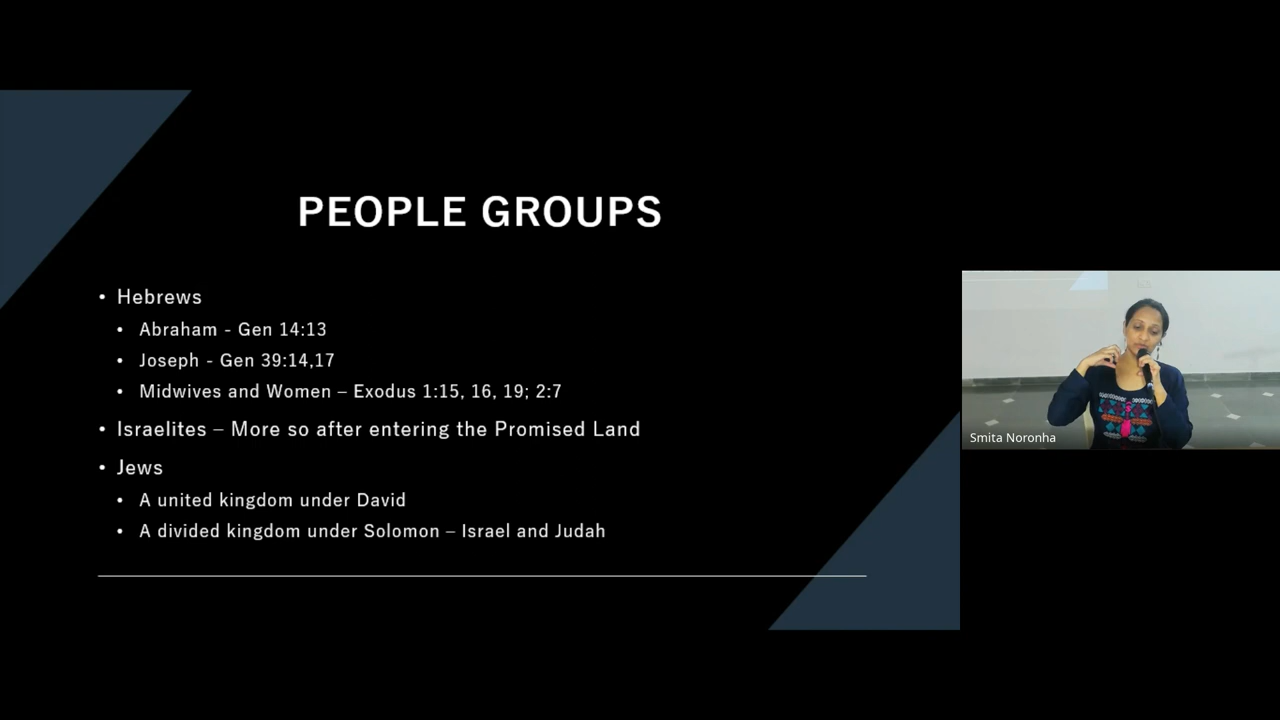 PEOPLE GROUPS
• Hebrews
• Abraham - Gen 14:13
• Joseph - Gen 39:14,17
• Midwives and Women – Exodus 1:15, 16, 19; 2:7
• Israelites – More so after entering the Promised Land
• Jews
• A united kingdom under David
• A divided kingdom under Solomon – Israel and Judah
Smita Noronha